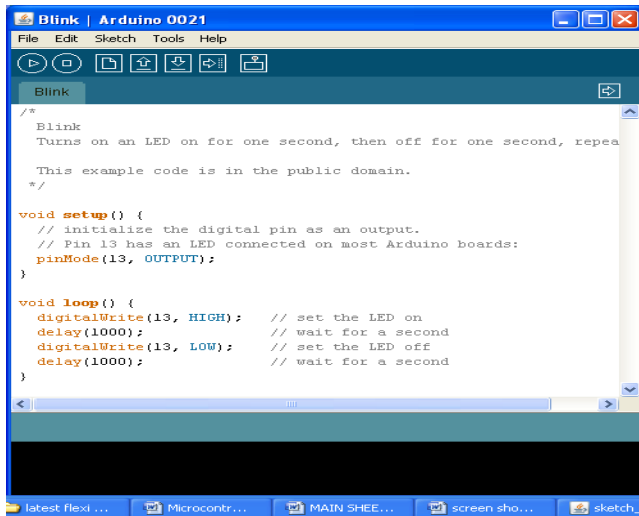 Blink | Arduino 0021
File Edit Sketch Tools Help
Blink
/*
  Blink
  Turns on an LED on for one second, then off for one second, repea
  This example code is in the public domain.
 */
void setup() {
  // initialize the digital pin as an output.
  // Pin 13 has an LED connected on most Arduino boards:
  pinMode(13, OUTPUT);
}
void loop() {
  digitalWrite(13, HIGH);   // set the LED on
  delay(1000);              // wait for a second
  digitalWrite(13, LOW);    // set the LED off
  delay(1000);              // wait for a second
}
latest flexi ... Microcontr... MAIN SHEE... screen sho... sketch_